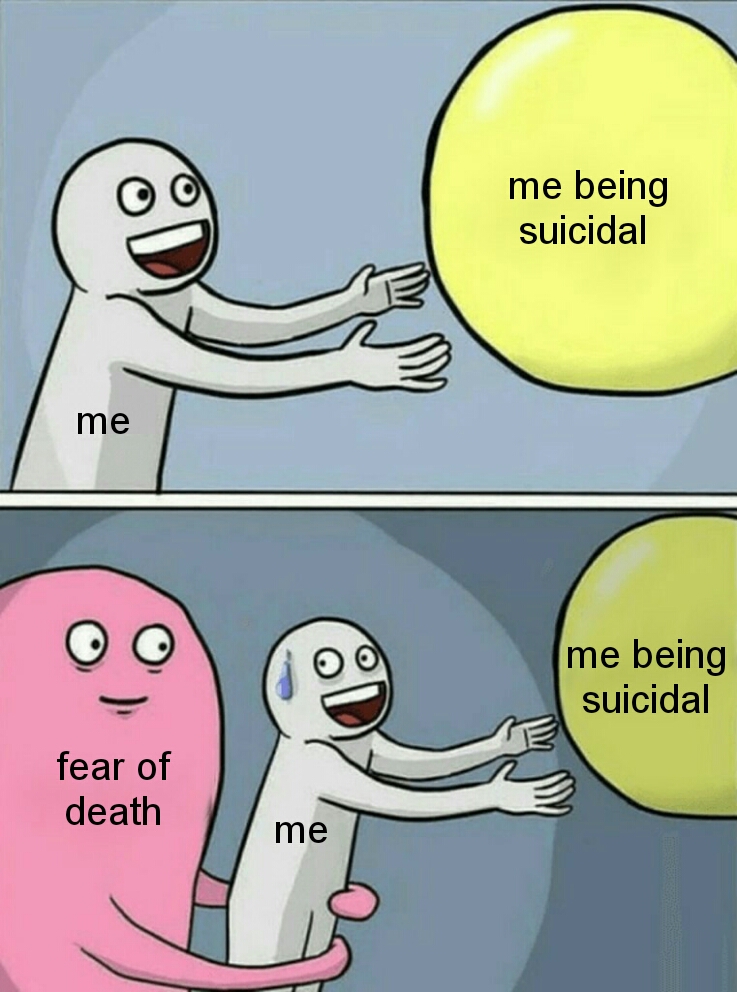 me being
suicidal
me
me being
suicidal
fear of
death
me